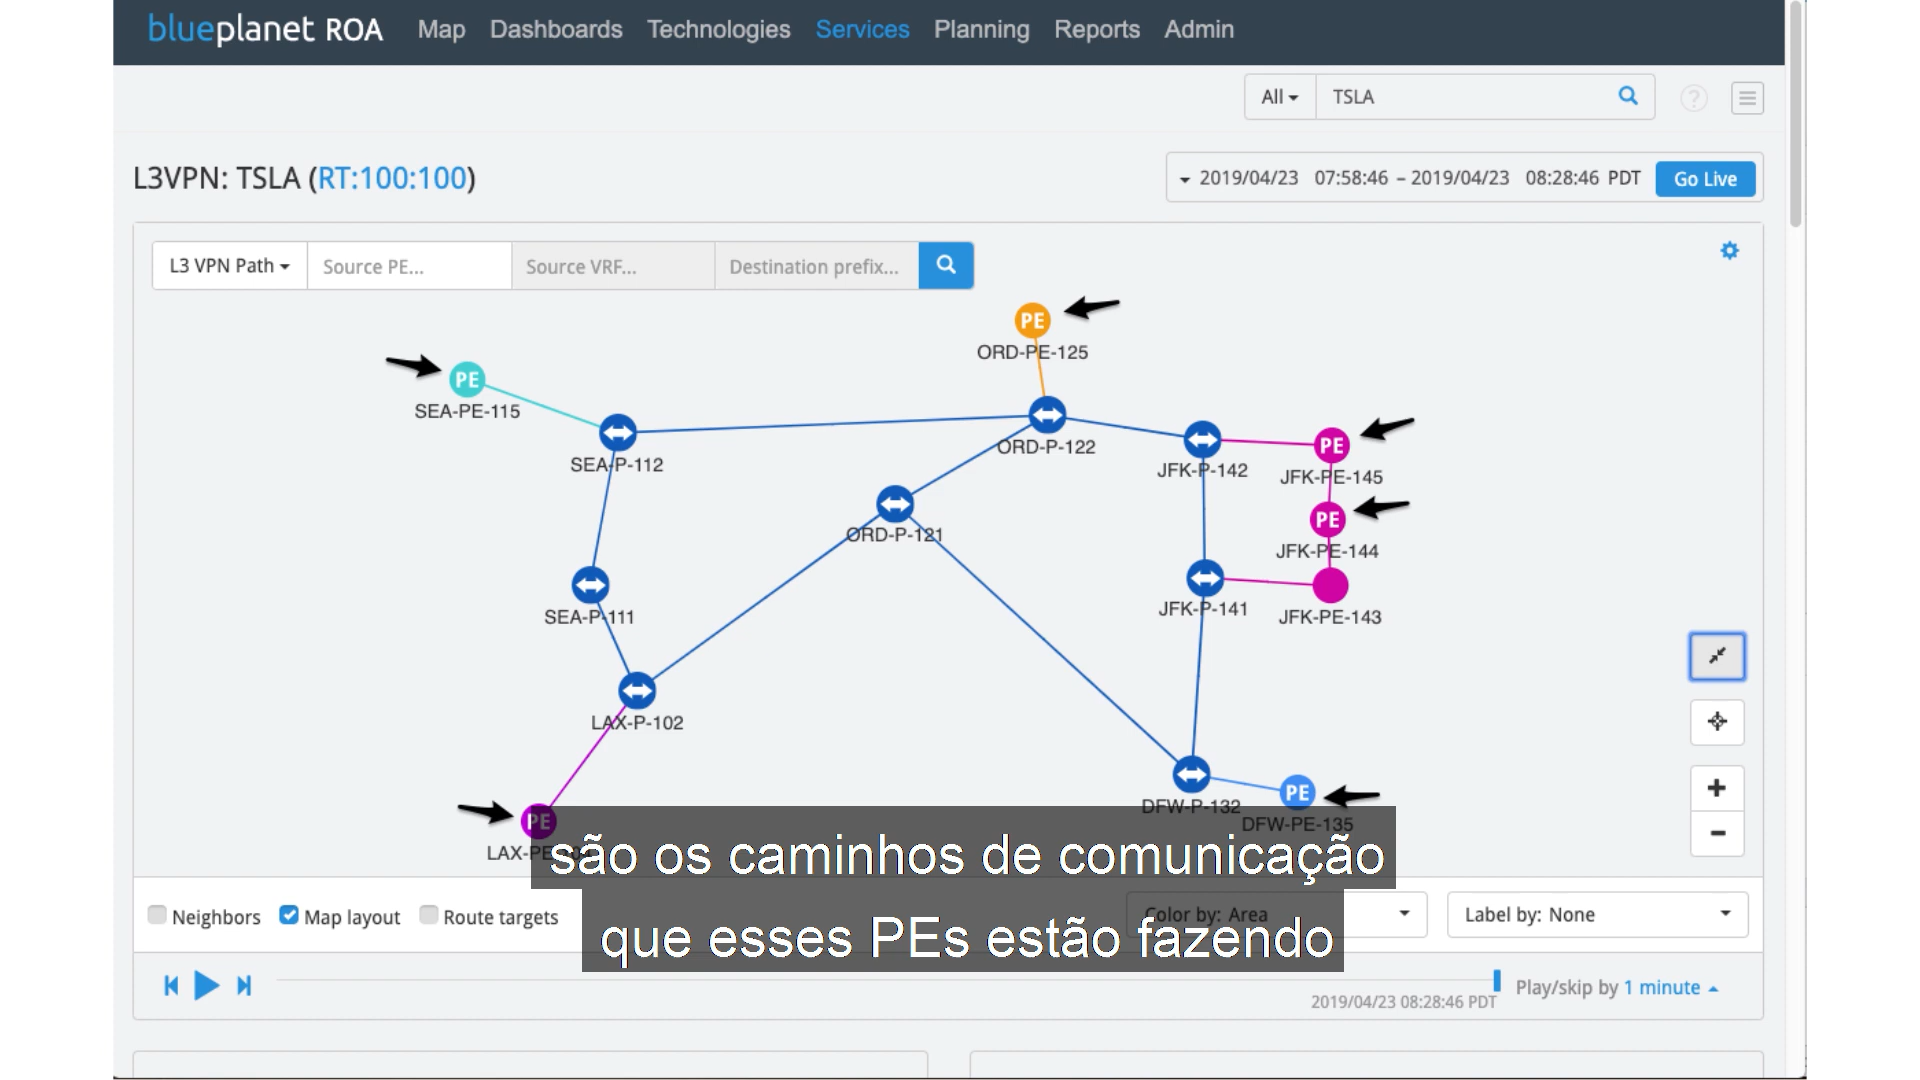 blueplanet ROA Map Dashboards Technologies Services Planning Reports Admin
All TSLA ?
L3VPN: TSLA (RT:100:100)
2019/04/23 07:58:46 – 2019/04/23 08:28:46 PDT Go Live
L3 VPN Path Source PE... Source VRF... Destination prefix...
PE
ORD-PE-125
PE
SEA-PE-115
SEA-P-112
ORD-P-122
JFK-P-142
PE
JFK-PE-145
ORD-P-121
PE
JFK-PE-144
SEA-P-111
JFK-P-141
JFK-PE-143
LAX-P-102
DFW-P-132
PE
DFW-PE-135
PE
LAX-PE
são os caminhos de comunicação
que esses PEs estão fazendo
Neighbors Map layout Route targets Color by: Area Label by: None
2019/04/23 08:28:46 PDT Play/skip by 1 minute